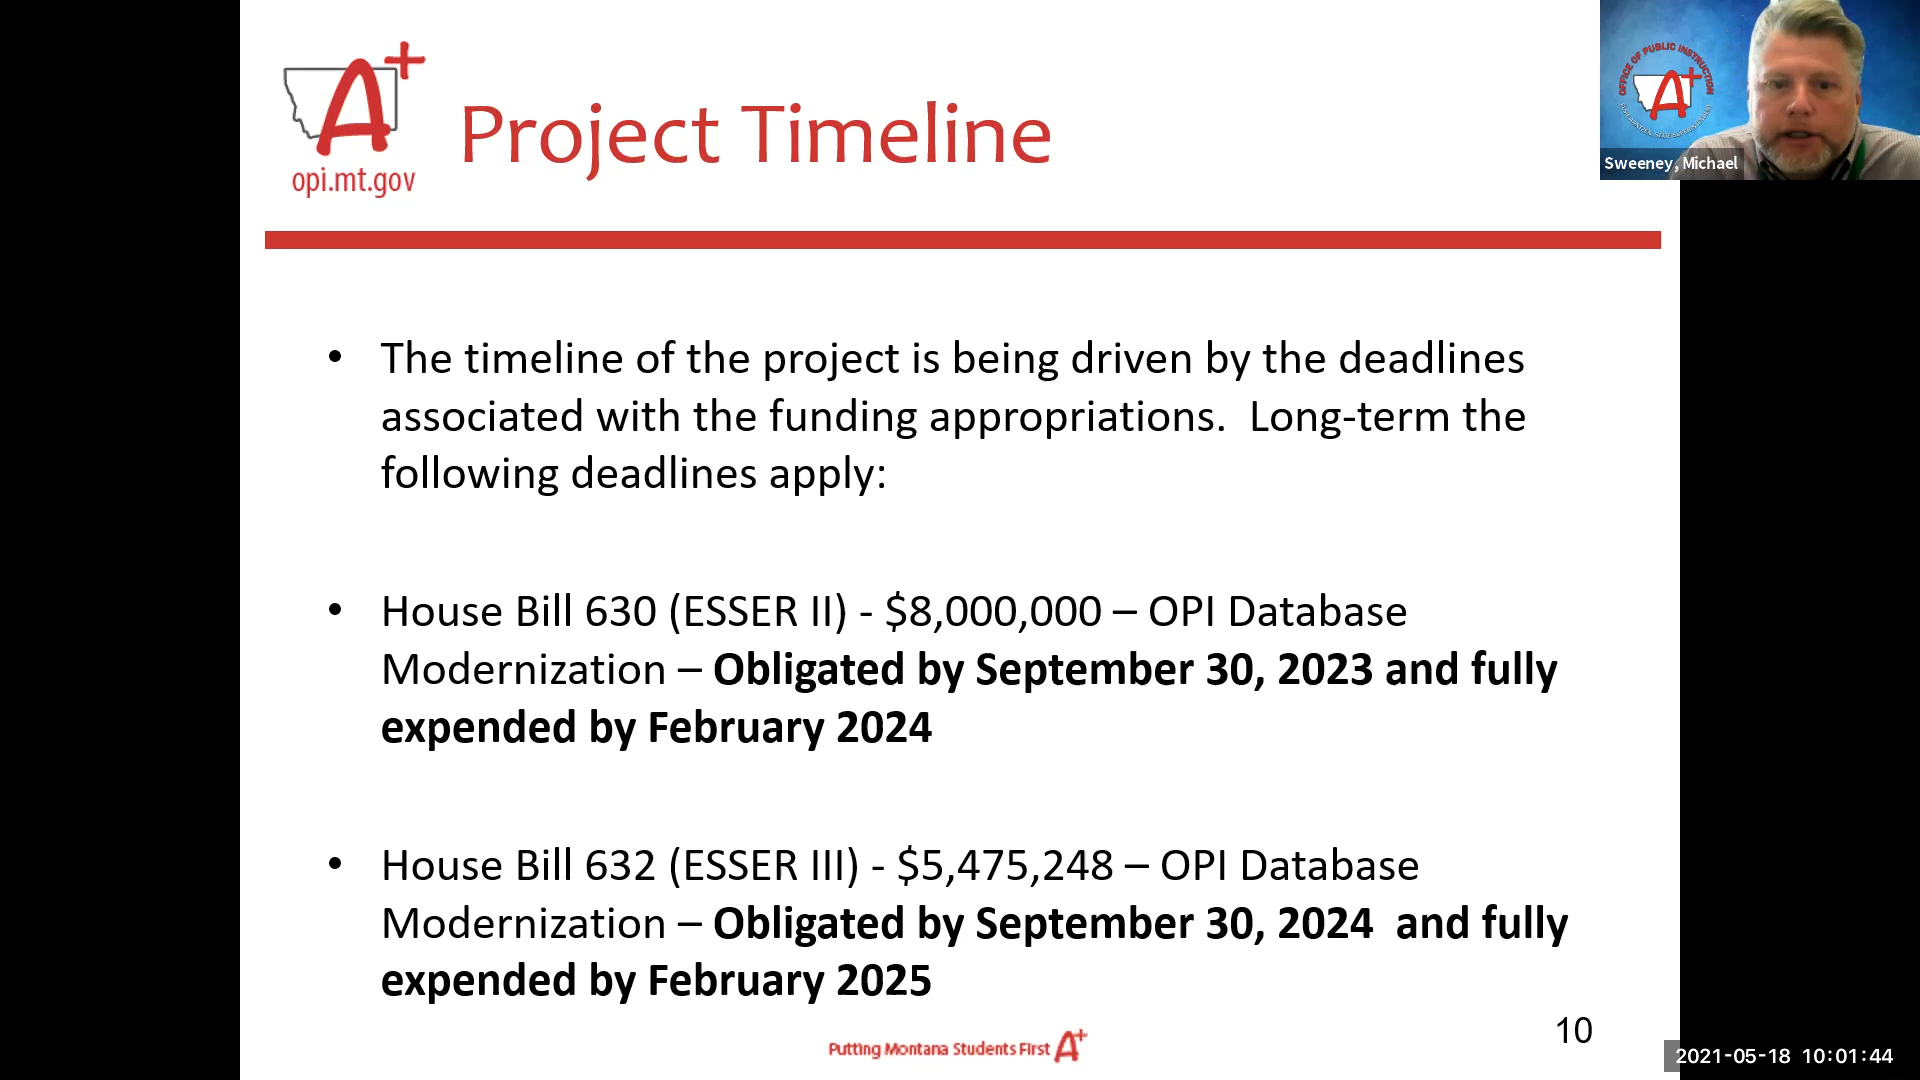 opi.mt.gov
Project Timeline
OFFICE OF PUBLIC INSTRUCTION
Sweeney, Michael
• The timeline of the project is being driven by the deadlines
associated with the funding appropriations.  Long-term the
following deadlines apply:
• House Bill 630 (ESSER II) - $8,000,000 – OPI Database
Modernization – Obligated by September 30, 2023 and fully
expended by February 2024
• House Bill 632 (ESSER III) - $5,475,248 – OPI Database
Modernization – Obligated by September 30, 2024  and fully
expended by February 2025
Putting Montana Students First A+
10
2021-05-18 10:01:44